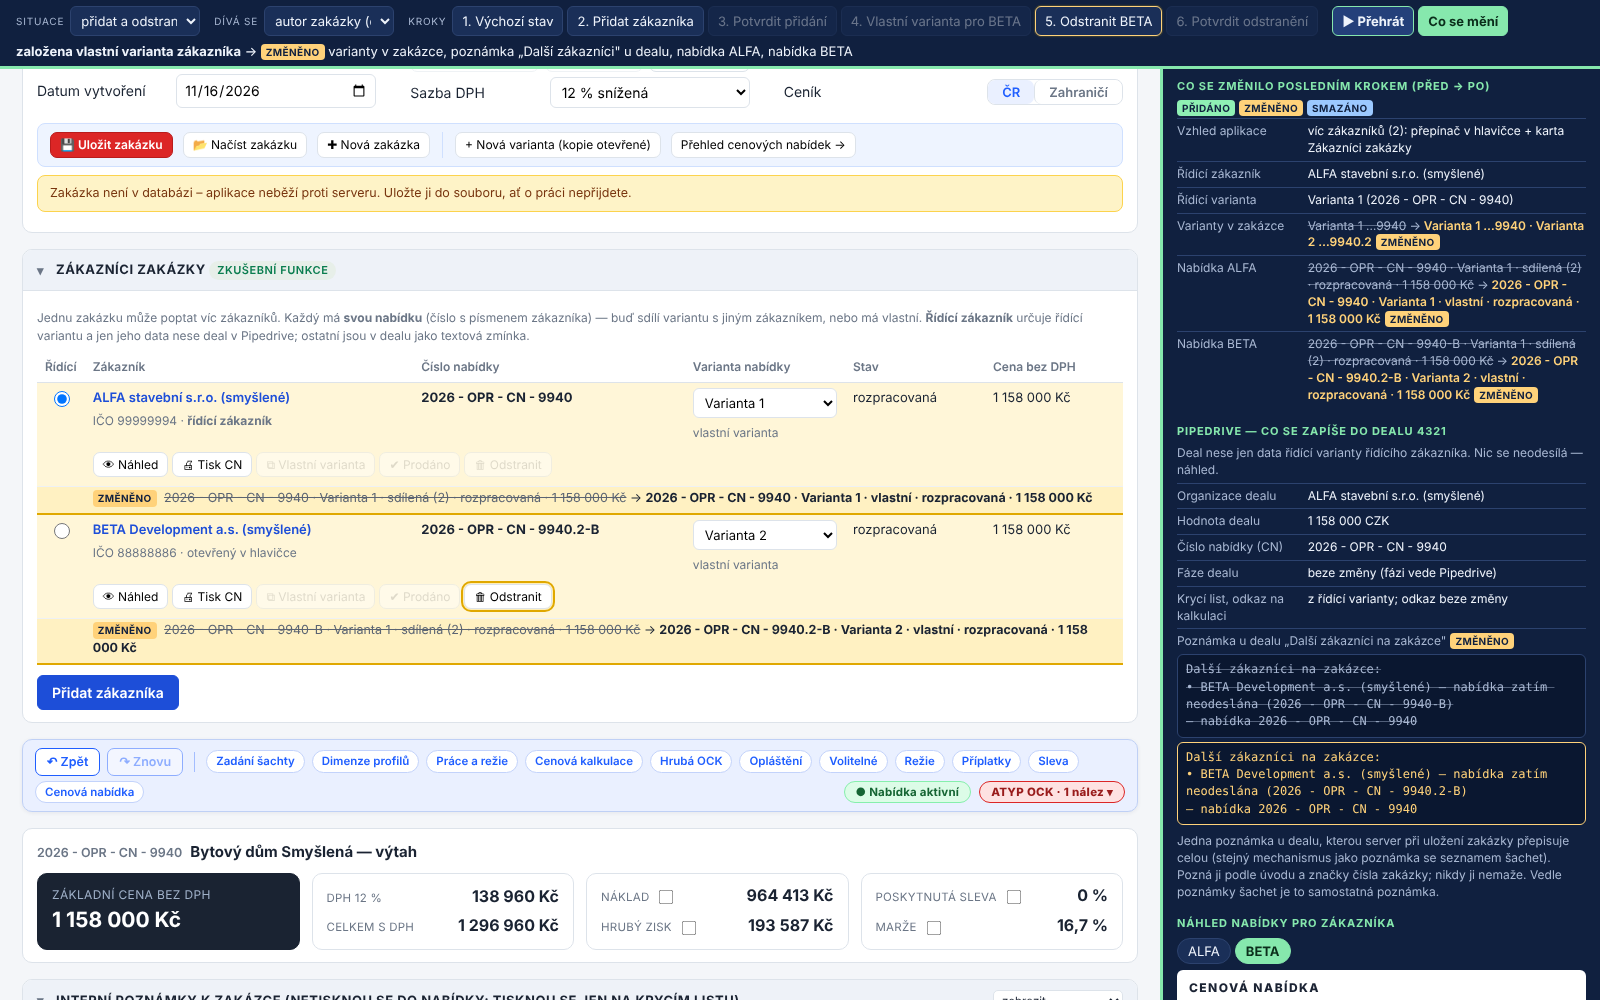 SITUACE přidat a odstran DÍVÁ SE autor zakázky ( KROKY 1. Výchozí stav 2. Přidat zákazníka 3. Potvrdit přidání 4. Vlastní varianta pro BETA 5. Odstranit BETA 6. Potvrdit odstranění ▶ Přehrát Co se mění
založena vlastní varianta zákazníka → ZMĚNĚNO varianty v zakázce, poznámka „Další zákazníci" u dealu, nabídka ALFA, nabídka BETA
Datum vytvoření 11/16/2026 Sazba DPH 12 % snížená Ceník ČR Zahraničí
💾 Uložit zakázku 📂 Načíst zakázku ✚ Nová zakázka + Nová varianta (kopie otevřené) Přehled cenových nabídek →
Zakázka není v databázi – aplikace neběží proti serveru. Uložte ji do souboru, ať o práci nepřijdete.
▼ ZÁKAZNÍCI ZAKÁZKY ZKUŠEBNÍ FUNKCE
Jednu zakázku může poptat víc zákazníků. Každý má svou nabídku (číslo s písmenem zákazníka) — buď sdílí variantu s jiným zákazníkem, nebo má vlastní. Řídící zákazník určuje řídící
variantu a jen jeho data nese deal v Pipedrive; ostatní jsou v dealu jako textová zmínka.
Řídící Zákazník Číslo nabídky Varianta nabídky Stav Cena bez DPH
ALFA stavební s.r.o. (smyšlené) 2026 - OPR - CN - 9940 Varianta 1 rozpracovaná 1 158 000 Kč
IČO 99999994 · řídící zákazník vlastní varianta
👁 Náhled 🖨 Tisk CN ⧉ Vlastní varianta ✔ Prodáno 🗑 Odstranit
ZMĚNĚNO 2026 - OPR - CN - 9940 · Varianta 1 · sdílená (2) · rozpracovaná · 1 158 000 Kč → 2026 - OPR - CN - 9940 · Varianta 1 · vlastní · rozpracovaná · 1 158 000 Kč
BETA Development a.s. (smyšlené) 2026 - OPR - CN - 9940.2-B Varianta 2 rozpracovaná 1 158 000 Kč
IČO 88888886 · otevřený v hlavičce vlastní varianta
👁 Náhled 🖨 Tisk CN ⧉ Vlastní varianta ✔ Prodáno 🗑 Odstranit
ZMĚNĚNO 2026 - OPR - CN - 9940-B · Varianta 1 · sdílená (2) · rozpracovaná · 1 158 000 Kč → 2026 - OPR - CN - 9940.2-B · Varianta 2 · vlastní · rozpracovaná · 1 158
000 Kč
Přidat zákazníka
↶ Zpět ↷ Znovu Zadání šachty Dimenze profilů Práce a režie Cenová kalkulace Hrubá OCK Opláštění Volitelné Režie Příplatky Sleva
Cenová nabídka ● Nabídka aktivní ATYP OCK · 1 nález ▾
2026 - OPR - CN - 9940 Bytový dům Smyšlená — výtah
ZÁKLADNÍ CENA BEZ DPH
1 158 000 Kč
DPH 12 % 138 960 Kč
CELKEM S DPH 1 296 960 Kč
NÁKLAD 964 413 Kč
HRUBÝ ZISK 193 587 Kč
POSKYTNUTÁ SLEVA 0 %
MARŽE 16,7 %
INTERNÍ POZNÁMKY K ZAKÁZCE (NETISKNOU SE DO NABÍDKY; TISKNOU SE JEN NA KRYCÍM LISTU) zobrazit
CO SE ZMĚNILO POSLEDNÍM KROKEM (PŘED → PO)
PŘIDÁNO ZMĚNĚNO SMAZÁNO
Vzhled aplikace víc zákazníků (2): přepínač v hlavičce + karta
Zákazníci zakázky
Řídící zákazník ALFA stavební s.r.o. (smyšlené)
Řídící varianta Varianta 1 (2026 - OPR - CN - 9940)
Varianty v zakázce Varianta 1 …9940 → Varianta 1 …9940 · Varianta
2 …9940.2 ZMĚNĚNO
Nabídka ALFA 2026 - OPR - CN - 9940 · Varianta 1 · sdílená (2)
· rozpracovaná · 1 158 000 Kč → 2026 - OPR -
CN - 9940 · Varianta 1 · vlastní · rozpracovaná ·
1 158 000 Kč ZMĚNĚNO
Nabídka BETA 2026 - OPR - CN - 9940-B · Varianta 1 · sdílená
(2) · rozpracovaná · 1 158 000 Kč → 2026 - OPR
- CN - 9940.2-B · Varianta 2 · vlastní ·
rozpracovaná · 1 158 000 Kč ZMĚNĚNO
PIPEDRIVE — CO SE ZAPÍŠE DO DEALU 4321
Deal nese jen data řídící varianty řídícího zákazníka. Nic se neodesílá —
náhled.
Organizace dealu ALFA stavební s.r.o. (smyšlené)
Hodnota dealu 1 158 000 CZK
Číslo nabídky (CN) 2026 - OPR - CN - 9940
Fáze dealu beze změny (fázi vede Pipedrive)
Krycí list, odkaz na z řídící varianty; odkaz beze změny
kalkulaci
Poznámka u dealu „Další zákazníci na zakázce" ZMĚNĚNO
Další zákazníci na zakázce:
• BETA Development a.s. (smyšlené) — nabídka zatím
neodeslána (2026 - OPR - CN - 9940-B)
— nabídka 2026 - OPR - CN - 9940
Další zákazníci na zakázce:
• BETA Development a.s. (smyšlené) — nabídka zatím
neodeslána (2026 - OPR - CN - 9940.2-B)
— nabídka 2026 - OPR - CN - 9940
Jedna poznámka u dealu, kterou server při uložení zakázky přepisuje
celou (stejný mechanismus jako poznámka se seznamem šachet).
Pozná ji podle úvodu a značky čísla zakázky; nikdy ji nemaže. Vedle
poznámky šachet je to samostatná poznámka.
NÁHLED NABÍDKY PRO ZÁKAZNÍKA
ALFA BETA
CENOVÁ NABÍDKA